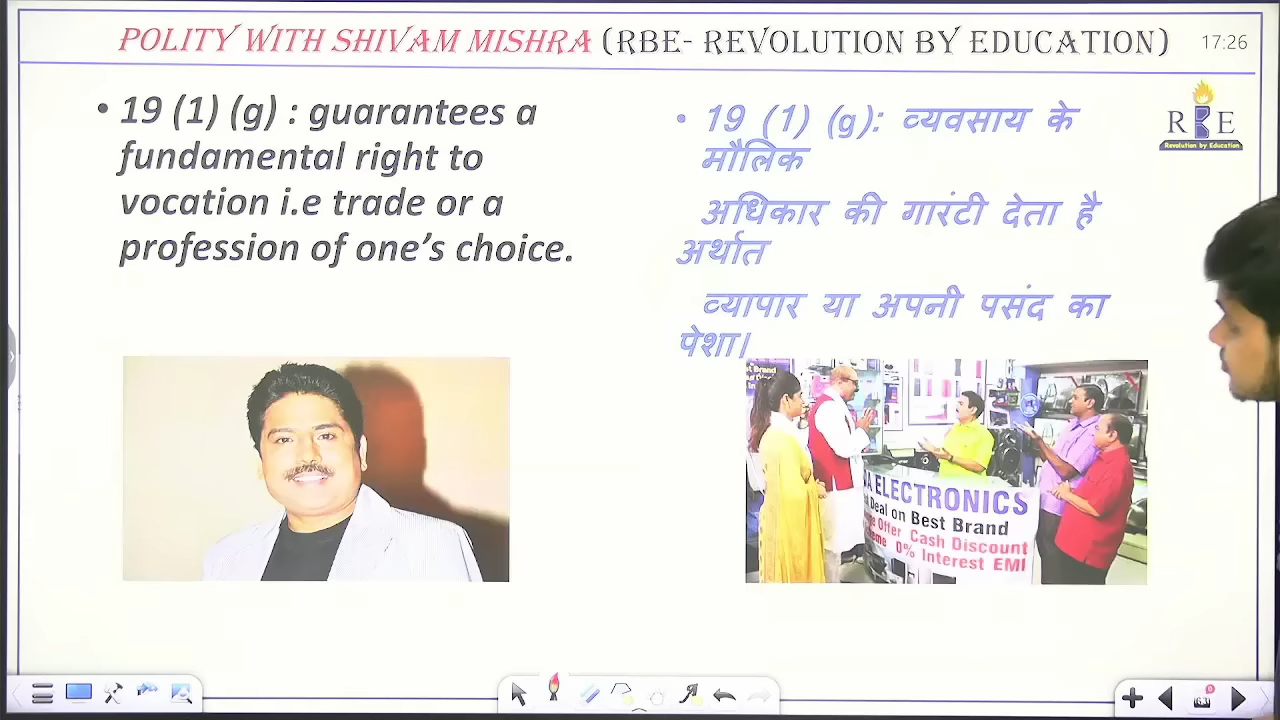 POLITY WITH SHIVAM MISHRA (RBE- REVOLUTION BY EDUCATION)
17:26
• 19 (1) (g) : guarantees a
fundamental right to
vocation i.e trade or a
profession of one's choice.
• 19 (1) (g): व्यवसाय के
मौलिक
अधिकार की गारंटी देता है
अर्थात
व्यापार या अपनी पसंद का
पेशा।
RBE
Revolution by Education
st Brand
ELECTRONICS
Deal on Best Brand
Offer Cash Discount
0% Interest EMI